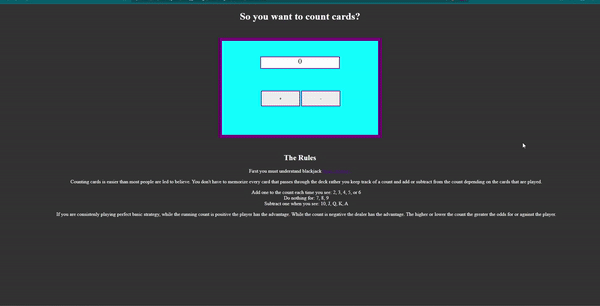 So you want to count cards?
0
+ -
The Rules
First you must understand blackjack
Counting cards is easier than most people are led to believe. You don't have to memorize every card that passes through the deck rather you keep track of a count and add or subtract from the count depending on the cards that are played.
Add one to the count each time you see: 2, 3, 4, 5, or 6
Do nothing for: 7, 8, 9
Subtract one when you see: 10, J, Q, K, A
If you are consistently playing perfect basic strategy, while the running count is positive the player has the advantage. While the count is negative the dealer has the advantage. The higher or lower the count the greater the odds for or against the player